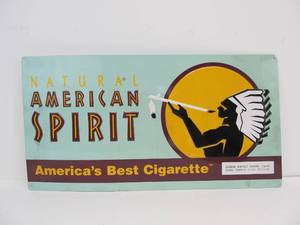 NATURAL
AMERICAN
SPIRIT
America's Best Cigarette